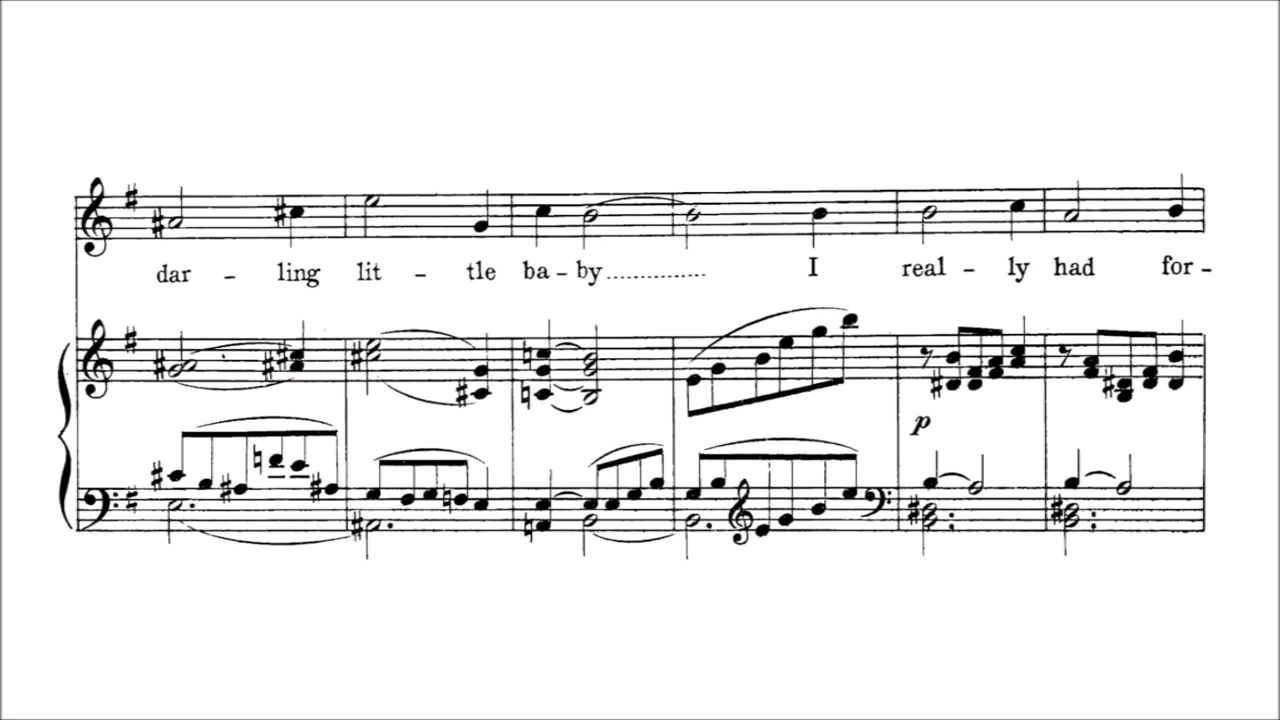 dar – ling lit – tle ba – by............... I real – ly had for –
p